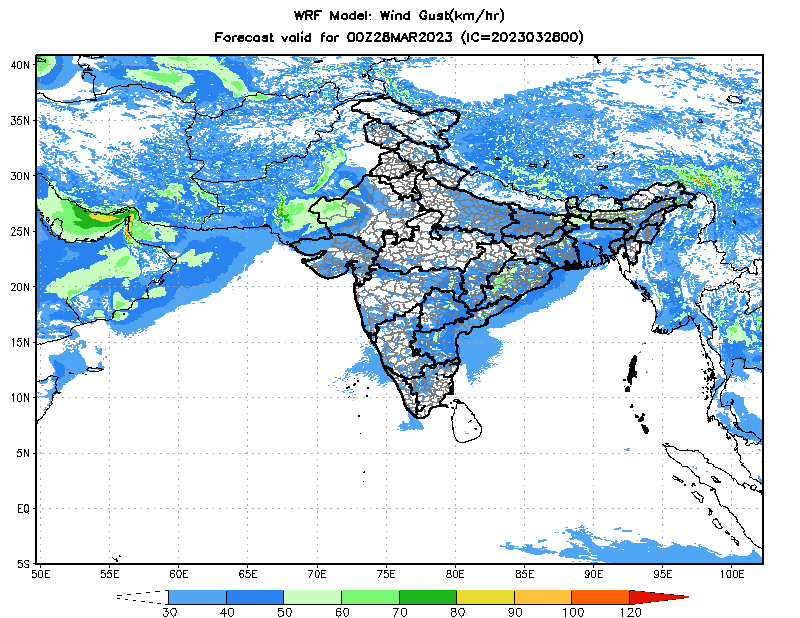 WRF Model: Wind Gust(km/hr)
Forecast valid for 00Z28MAR2023 (IC=2023032800)
40N
35N
30N
25N
20N
15N
10N
5N
EQ
5S
50E 55E 60E 65E 70E 75E 80E 85E 90E 95E 100E
30 40 50 60 70 80 90 100 120